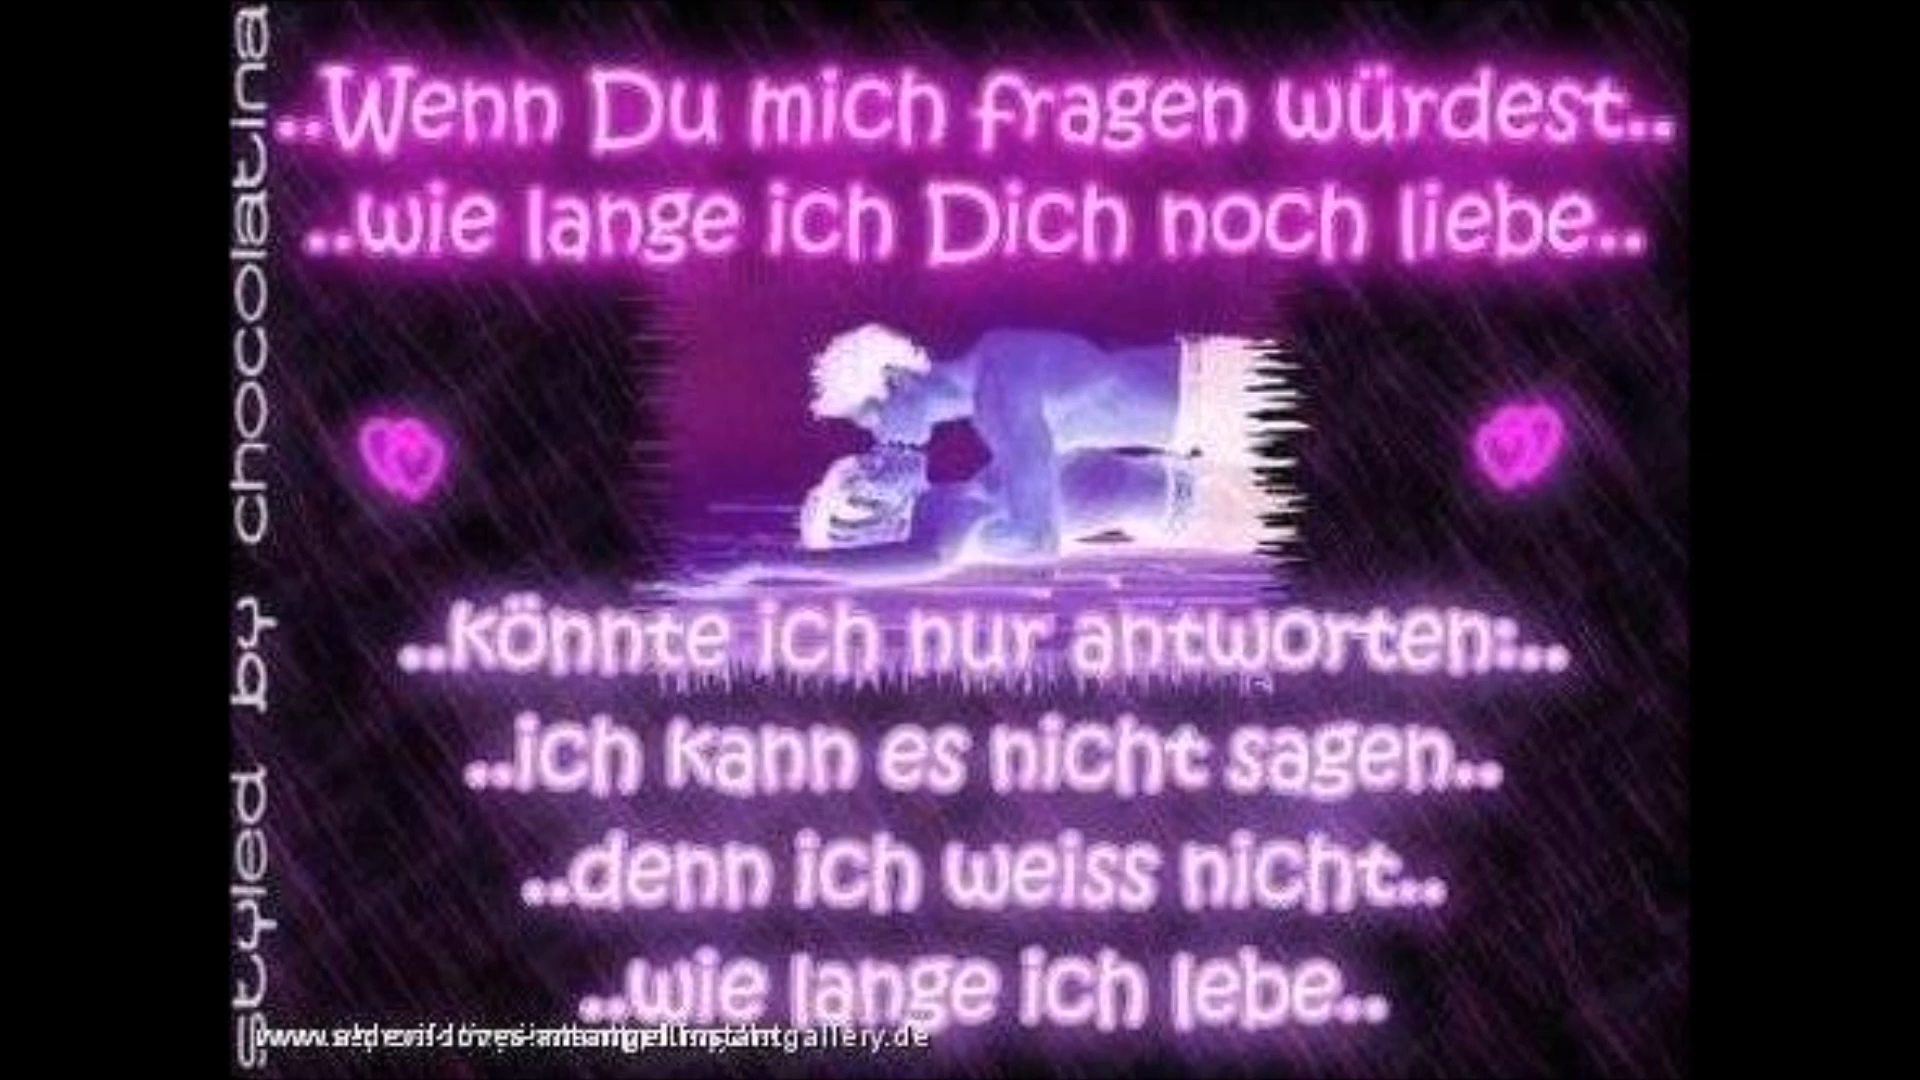 ..Wenn Du mich fragen würdest..
..wie lange ich Dich noch liebe..
..könnte ich nur antworten:..
..ich kann es nicht sagen..
..denn ich weiss nicht..
..wie lange ich lebe..
styled by chocolatina